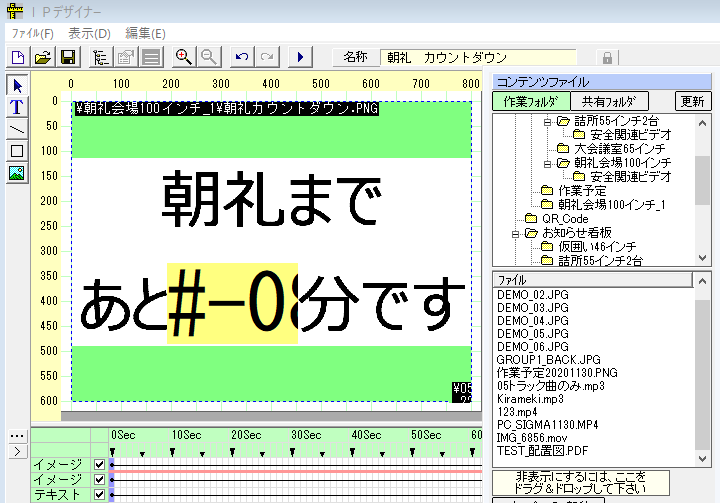 ＩＰデザイナー
ﾌｧｲﾙ(F) 表示(D) 編集(E)
名称 朝礼　カウントダウン
0 100 200 300 400 500 600 700 800
0
50
100
150
200
250
300
350
400
450
500
550
600
¥朝礼会場100インチ_1¥朝礼カウントダウン.PNG
朝礼まで
あと#-08分です
¥05
コンテンツファイル
作業ﾌｫﾙﾀﾞ 共有ﾌｫﾙﾀﾞ 更新
詰所55インチ2台
安全関連ビデオ
大会議室65インチ
朝礼会場100インチ
安全関連ビデオ
作業予定
朝礼会場100インチ_1
QR_Code
お知らせ看板
仮囲い46インチ
詰所55インチ2台
ﾌｧｲﾙ
DEMO_02.JPG
DEMO_03.JPG
DEMO_04.JPG
DEMO_05.JPG
DEMO_06.JPG
GROUP1_BACK.JPG
作業予定20201130.PNG
05トラック曲のみ.mp3
Kirameki.mp3
123.mp4
PC_SIGMA1130.MP4
IMG_6856.mov
TEST_配置図.PDF
非表示にするには、ここを
ドラグ＆ドロップして下さい
0Sec 10Sec 20Sec 30Sec 40Sec 50Sec 60
イメージ
イメージ
テキスト